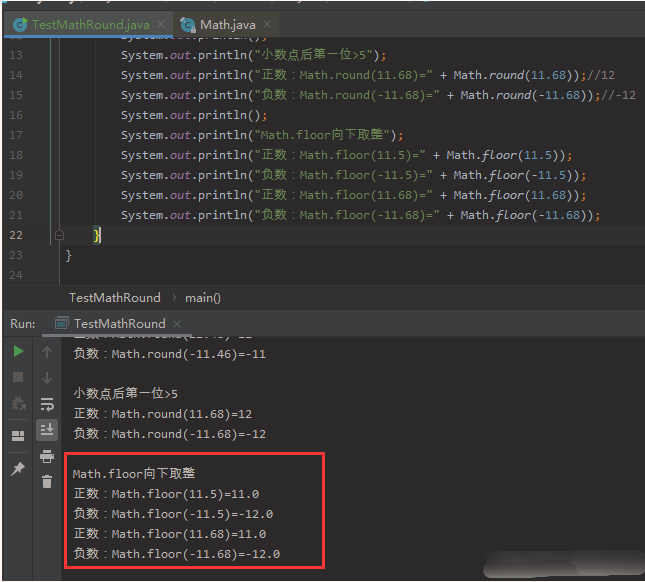 TestMathRound.java
Math.java
13 System.out.println("小数点后第一位>5");
14 System.out.println("正数：Math.round(11.68)=" + Math.round(11.68));//12
15 System.out.println("负数：Math.round(-11.68)=" + Math.round(-11.68));//-12
16 System.out.println();
17 System.out.println("Math.floor向下取整");
18 System.out.println("正数：Math.floor(11.5)=" + Math.floor(11.5));
19 System.out.println("负数：Math.floor(-11.5)=" + Math.floor(-11.5));
20 System.out.println("正数：Math.floor(11.68)=" + Math.floor(11.68));
21 System.out.println("负数：Math.floor(-11.68)=" + Math.floor(-11.68));
22 }
23 }
24
TestMathRound > main()
Run: TestMathRound
负数：Math.round(-11.46)=-11
小数点后第一位>5
正数：Math.round(11.68)=12
负数：Math.round(-11.68)=-12
Math.floor向下取整
正数：Math.floor(11.5)=11.0
负数：Math.floor(-11.5)=-12.0
正数：Math.floor(11.68)=11.0
负数：Math.floor(-11.68)=-12.0